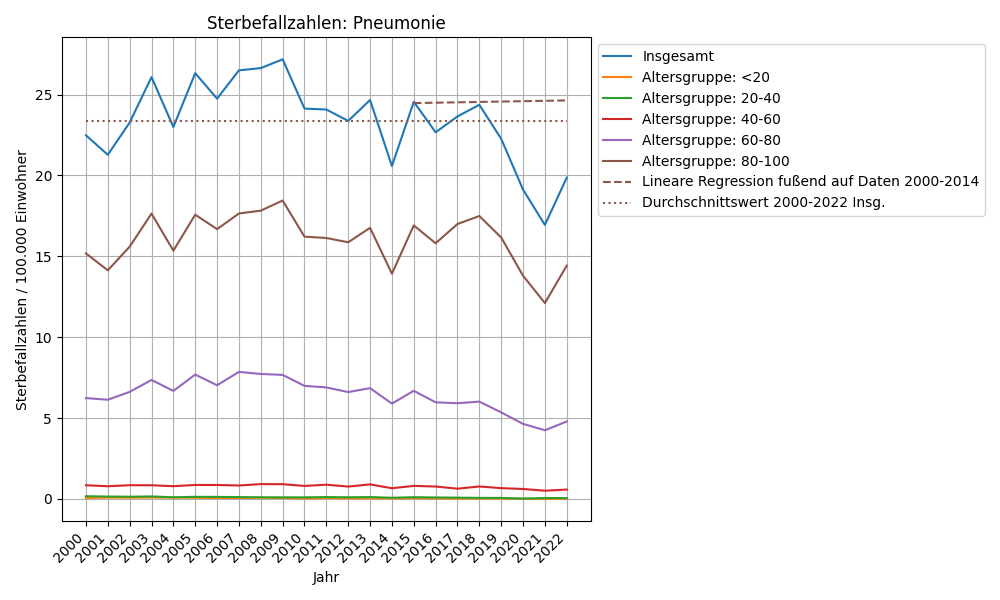 Sterbefallzahlen: Pneumonie
Insgesamt
Altersgruppe: <20
Altersgruppe: 20-40
Altersgruppe: 40-60
Altersgruppe: 60-80
Altersgruppe: 80-100
Lineare Regression fußend auf Daten 2000-2014
Durchschnittswert 2000-2022 Insg.
Sterbefallzahlen / 100.000 Einwohner
25
20
15
10
5
0
2000
2001
2002
2003
2004
2005
2006
2007
2008
2009
2010
2011
2012
2013
2014
2015
2016
2017
2018
2019
2020
2021
2022
Jahr